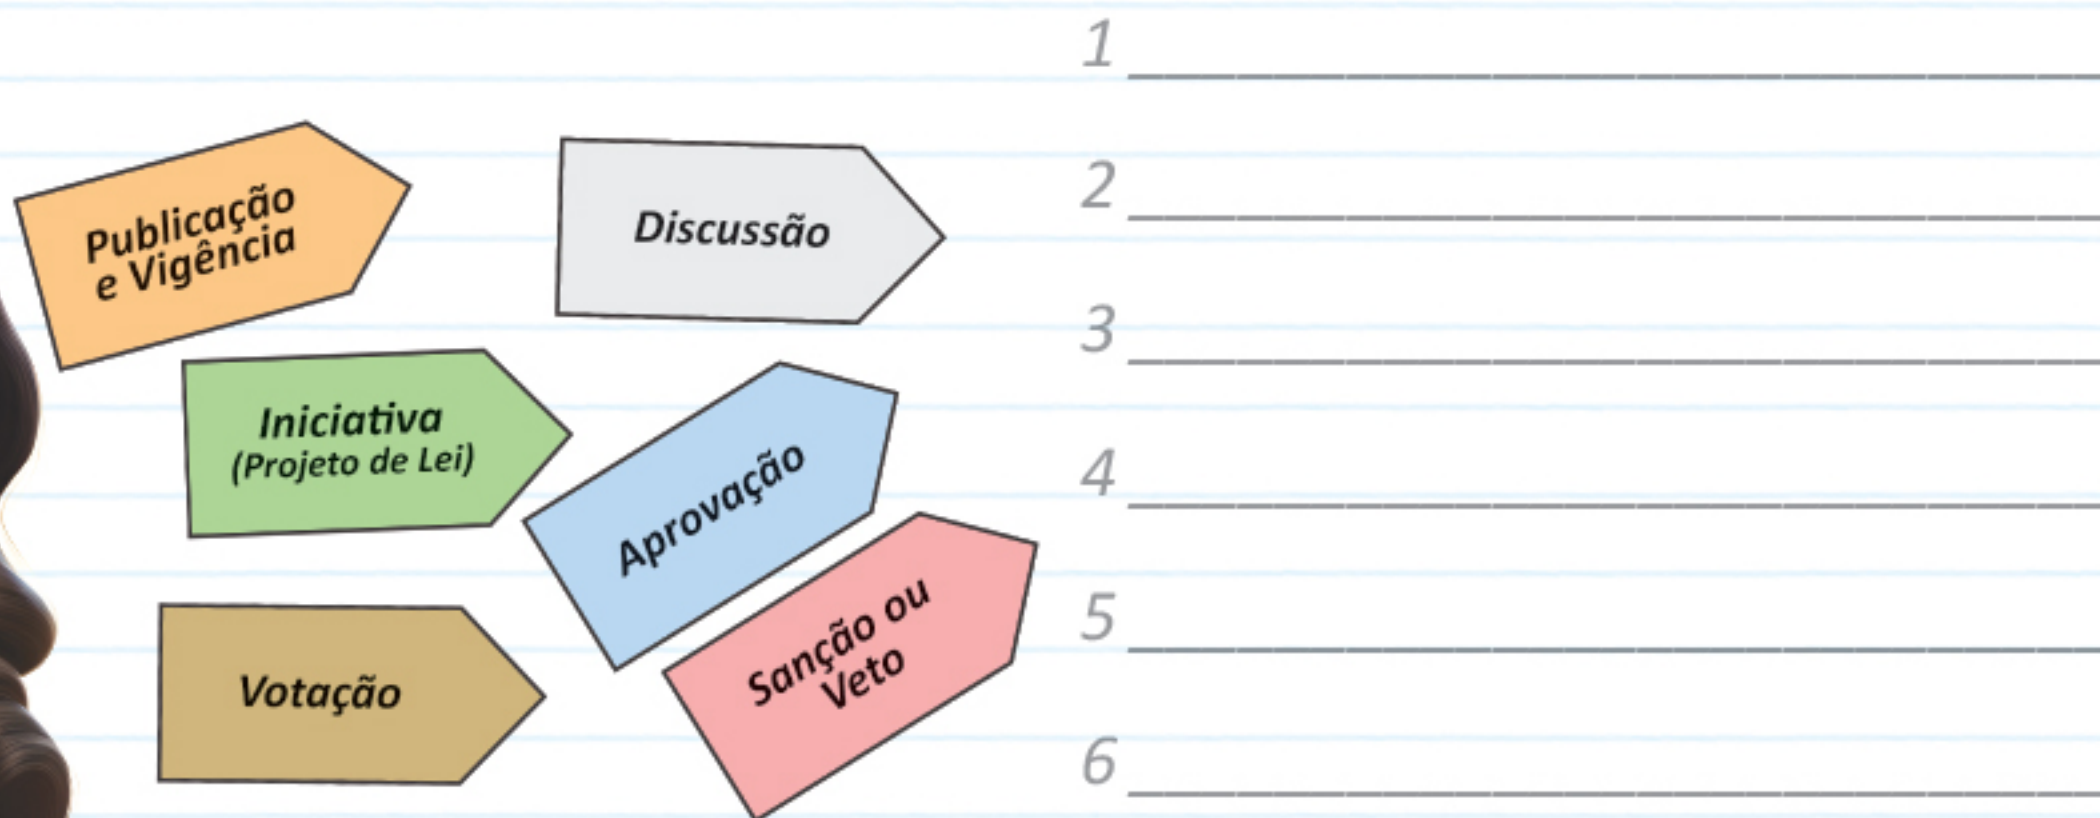 Publicação
e Vigência
Discussão
Iniciativa
(Projeto de Lei)
Aprovação
Votação
Sanção ou
Veto
1
2
3
4
5
6